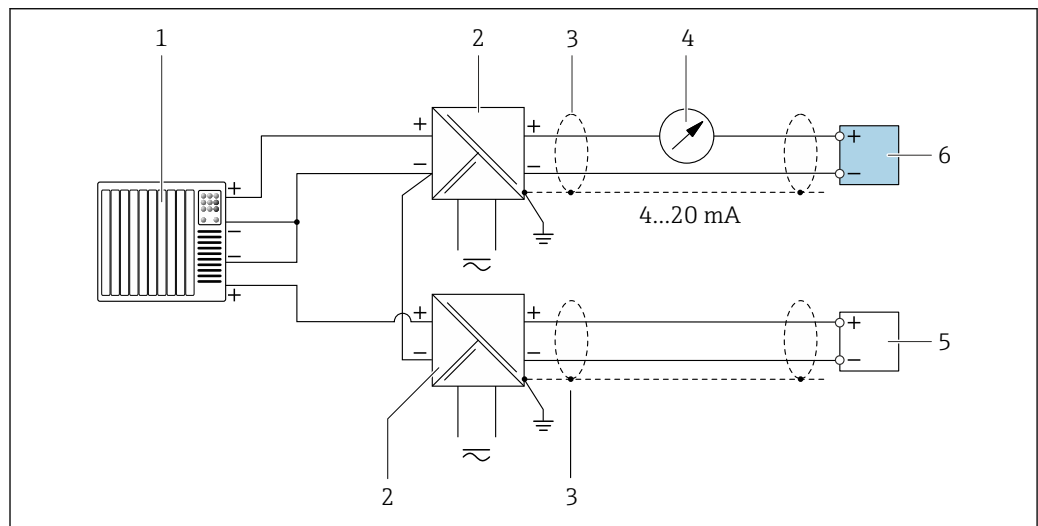 1 2 3 4
+ +
+ − − + 6
−
4...20 mA
−
−
+
+ + +
− − − 5
2 3